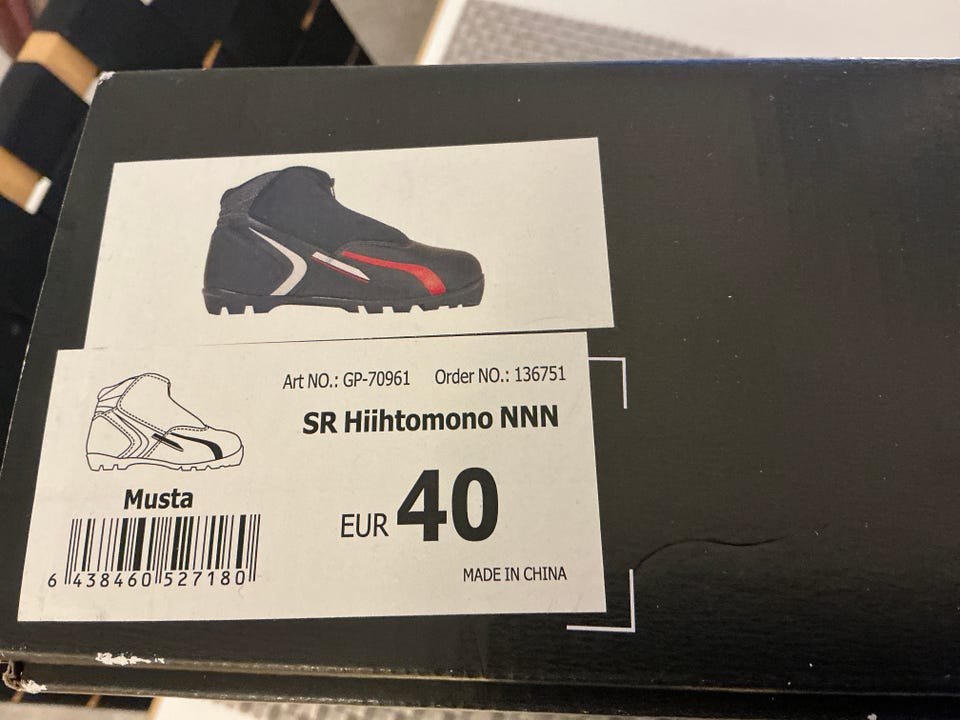 Art NO.: GP-70961 Order NO.: 136751
SR Hiihtomono NNN
Musta
EUR 40
6 438460 527180
MADE IN CHINA